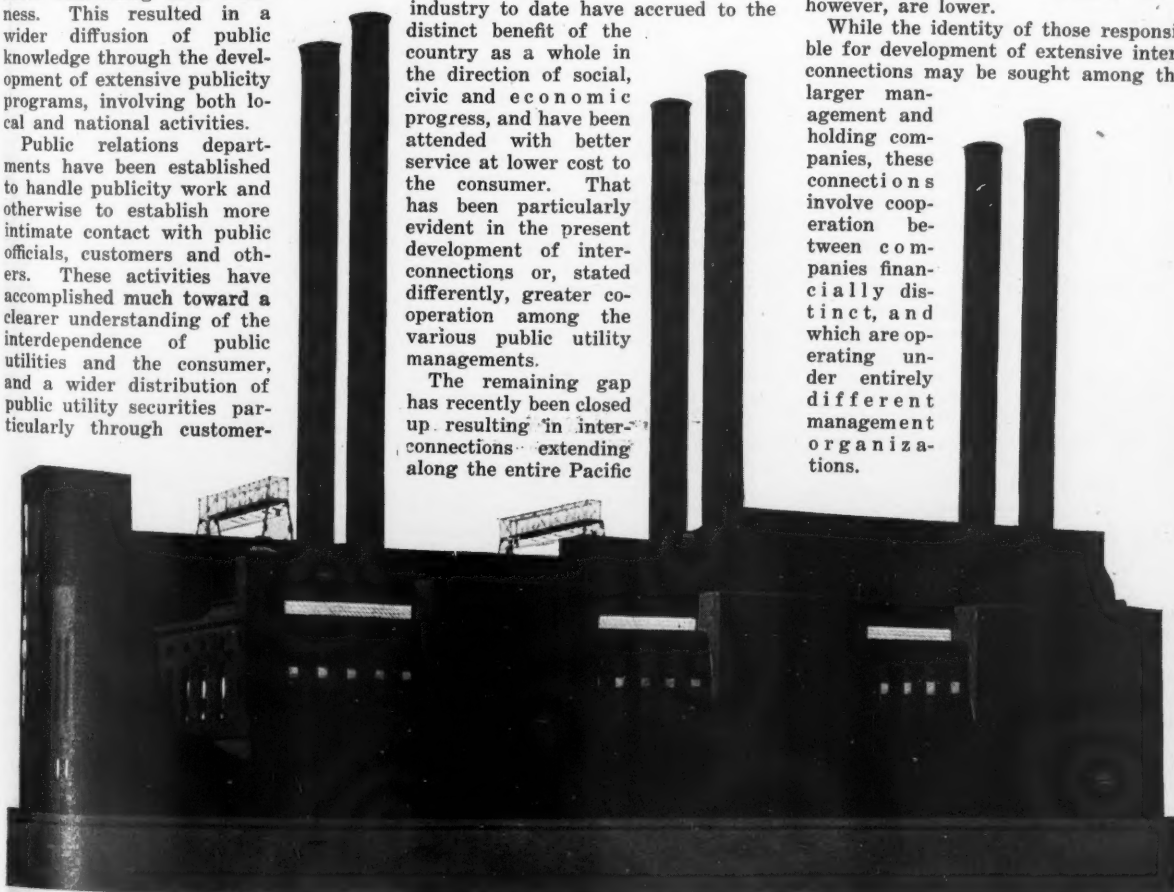 ness. This resulted in a
wider diffusion of public
knowledge through the devel-
opment of extensive publicity
programs, involving both lo-
cal and national activities.
Public relations depart-
ments have been established
to handle publicity work and
otherwise to establish more
intimate contact with public
officials, customers and oth-
ers. These activities have
accomplished much toward a
clearer understanding of the
interdependence of public
utilities and the consumer,
and a wider distribution of
public utility securities par-
ticularly through customer-
industry to date have accrued to the
distinct benefit of the
country as a whole in
the direction of social,
civic and economic
progress, and have been
attended with better
service at lower cost to
the consumer. That
has been particularly
evident in the present
development of inter-
connections or, stated
differently, greater co-
operation among the
various public utility
managements.
The remaining gap
has recently been closed
up resulting in inter-
connections extending
along the entire Pacific
however, are lower.
While the identity of those responsi
ble for development of extensive inter
connections may be sought among th
larger man-
agement and
holding com-
panies, these
connections
involve coop-
eration be-
tween com-
panies finan-
cially dis-
tinct, and
which are op-
erating un-
der entirely
different
management
organiza-
tions.